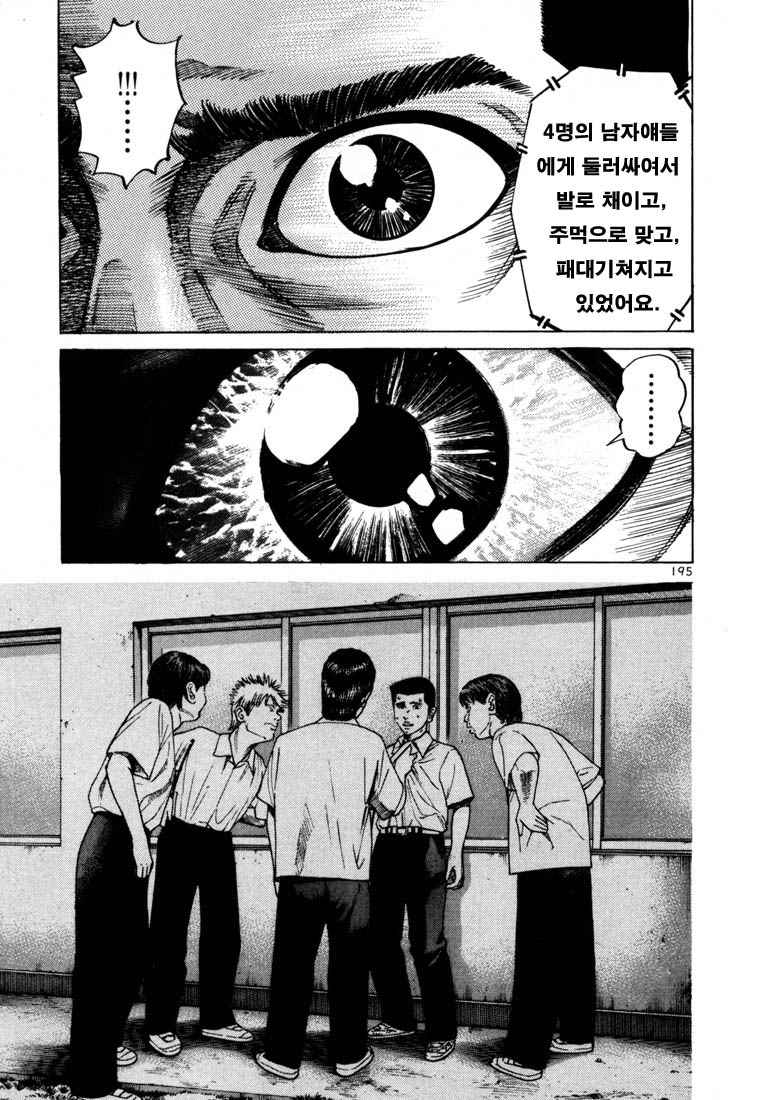 4명의 남자얘들
에게 둘러싸여서
발로 채이고,
주먹으로 맞고,
패대기쳐지고
있었어요.
!!!……
……
195